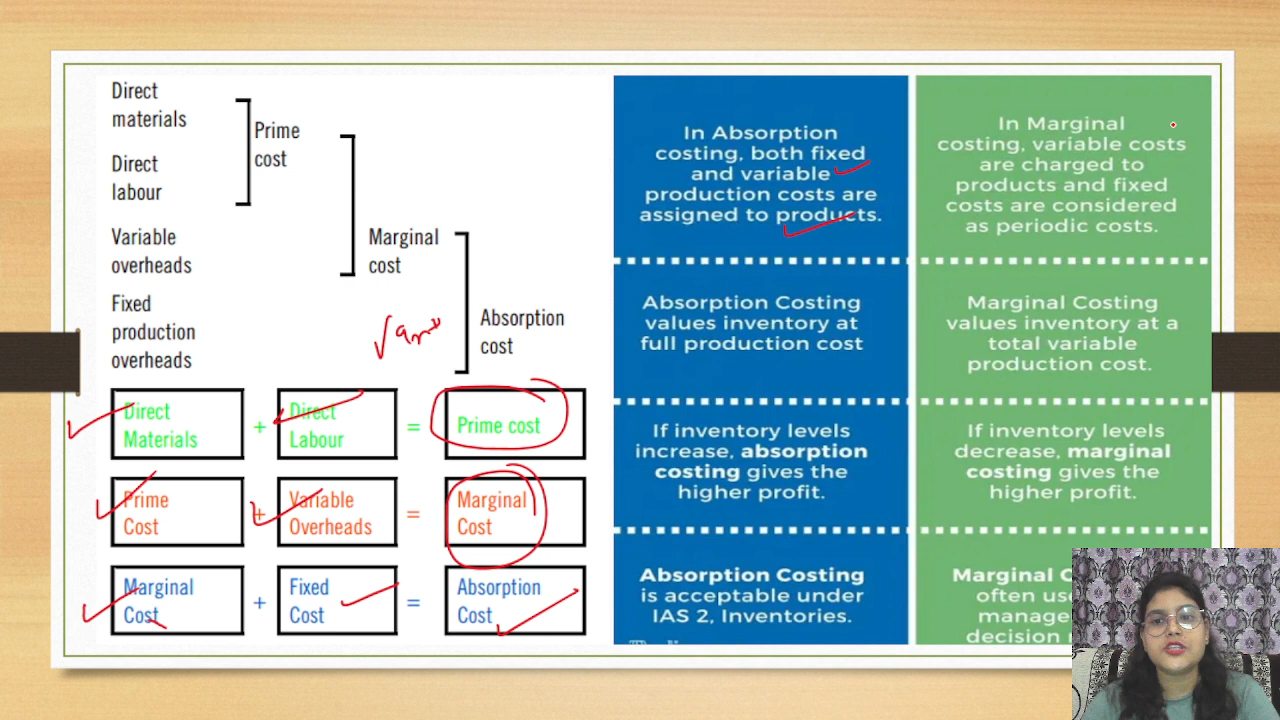 Direct
materials
Prime
cost
Direct
labour
Variable
overheads
Marginal
cost
Fixed
production
overheads
Absorption
cost
Direct
Materials
+
Direct
Labour
=
Prime cost
Prime
Cost
+
Variable
Overheads
=
Marginal
Cost
Marginal
Cost
+
Fixed
Cost
=
Absorption
Cost
In Absorption
costing, both fixed
and variable
production costs are
assigned to products.
Absorption Costing
values inventory at
full production cost
If inventory levels
increase, absorption
costing gives the
higher profit.
Absorption Costing
is acceptable under
IAS 2, Inventories.
In Marginal
costing, variable costs
are charged to
products and fixed
costs are considered
as periodic costs.
Marginal Costing
values inventory at a
total variable
production cost.
If inventory levels
decrease, marginal
costing gives the
higher profit.
Marginal
often
decision